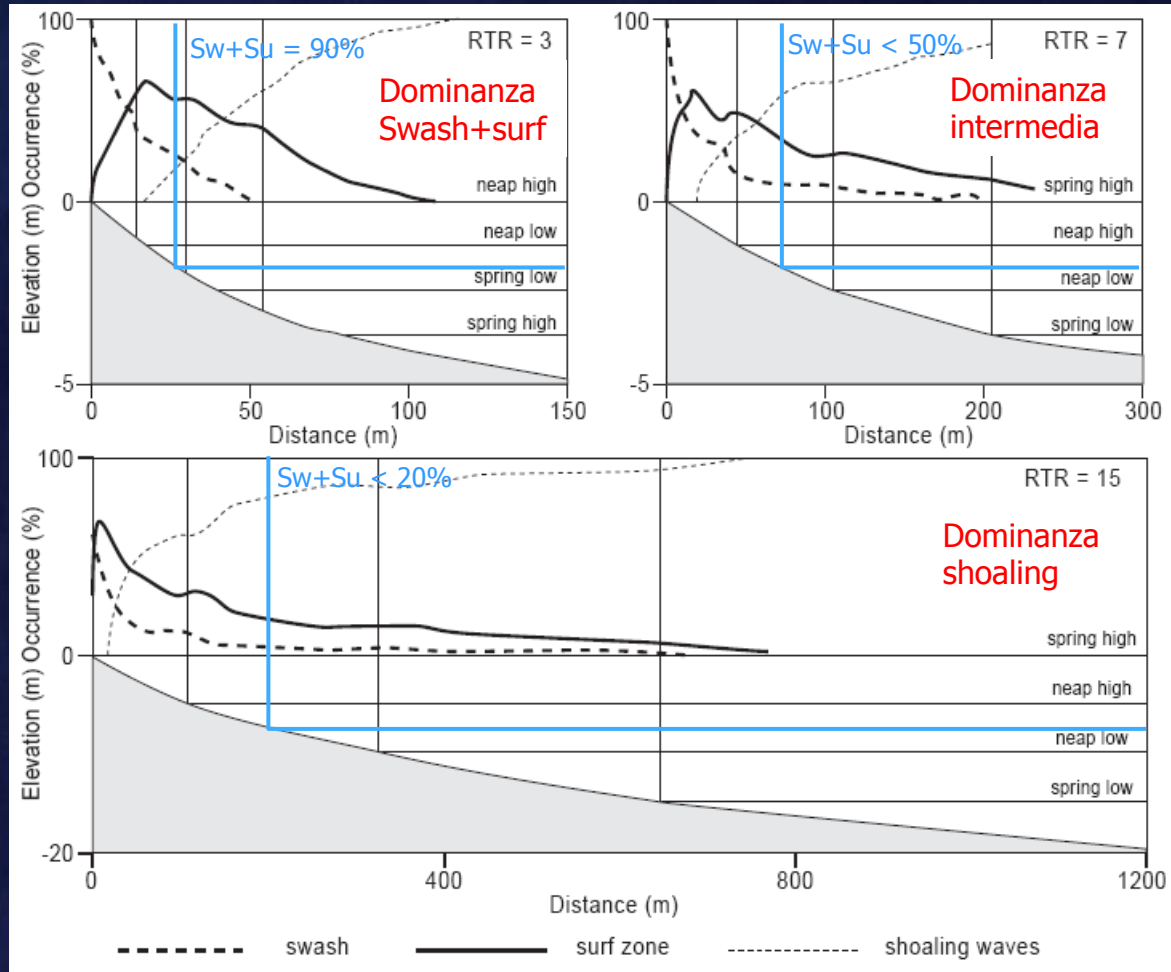 100
Sw+Su = 90%
RTR = 3
Dominanza
Swash+surf
Elevation (m) Occurrence (%)
neap high
0
neap low
spring low
spring high
-5
0
50
100
150
Distance (m)
100
Sw+Su < 50%
RTR = 7
Dominanza
intermedia
spring high
0
neap high
neap low
spring low
-5
0
100
200
300
Distance (m)
100
Sw+Su < 20%
RTR = 15
Dominanza
shoaling
Elevation (m) Occurrence (%)
spring high
0
neap high
neap low
spring low
-20
0
400
800
1200
Distance (m)
swash
surf zone
shoaling waves